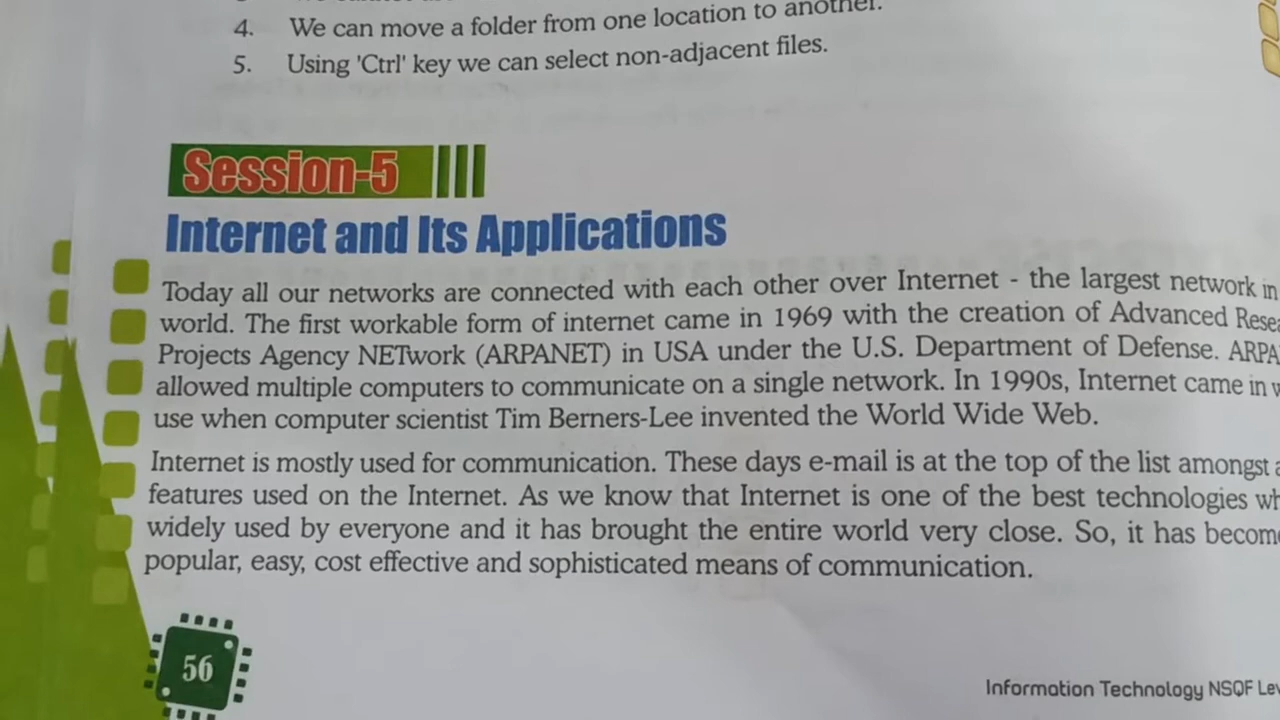 4. We can move a folder from one location to another.
5. Using 'Ctrl' key we can select non-adjacent files.
Session-5
Internet and Its Applications
Today all our networks are connected with each other over Internet - the largest network in
world. The first workable form of internet came in 1969 with the creation of Advanced
Projects Agency NETwork (ARPANET) in USA under the U.S. Department of Defense.
allowed multiple computers to communicate on a single network. In 1990s, Internet came in
use when computer scientist Tim Berners-Lee invented the World Wide Web.
Internet is mostly used for communication. These days e-mail is at the top of the list amongst
features used on the Internet. As we know that Internet is one of the best technologies
widely used by everyone and it has brought the entire world very close. So, it has
popular, easy, cost effective and sophisticated means of communication.
56
Information Technology NSQF